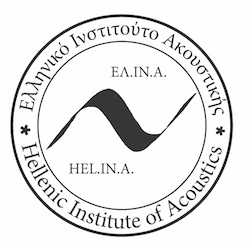 Ελληνικό Ινστιτούτο Ακουστικής
ΕΛ.ΙΝ.Α.
HEL.IN.A.
* Hellenic Institute of Acoustics *